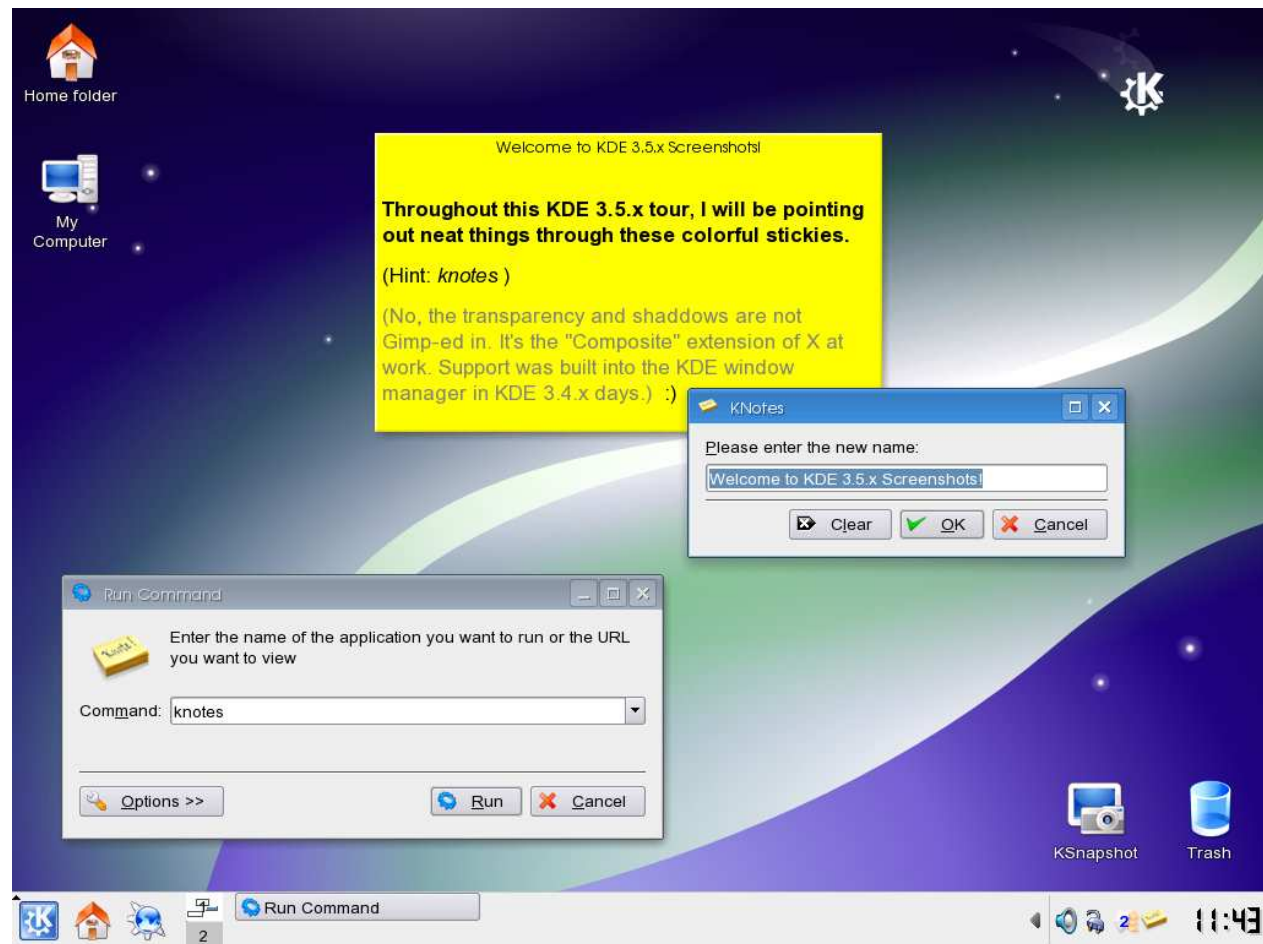 Home folder
My
Computer
Welcome to KDE 3.5.x Screenshots!
Throughout this KDE 3.5.x tour, I will be pointing
out neat things through these colorful stickies.
(Hint: knotes )
(No, the transparency and shaddows are not
Gimp-ed in. It's the "Composite" extension of X at
work. Support was built into the KDE window
manager in KDE 3.4.x days.) :)
KNotes
Please enter the new name:
Welcome to KDE 3.5.x Screenshots!
Clear OK Cancel
Run Command
Enter the name of the application you want to run or the URL
you want to view
Command: knotes
Options >> Run Cancel
KSnapshot Trash
Run Command
2
2
11:43